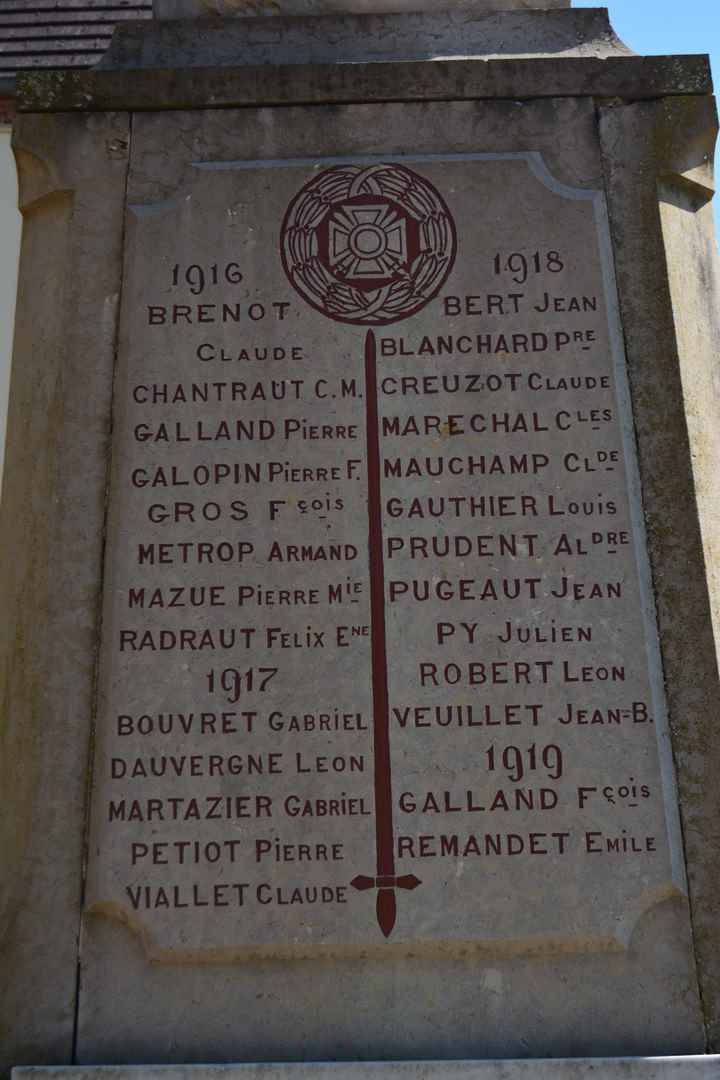 1916
BRENOT
CLAUDE
CHANTRAUT C.M.
GALLAND PIERRE
GALOPIN PIERRE F.
GROS Fçois
METROP ARMAND
MAZUE PIERRE MIE
RADRAUT FELIX ENE
1917
BOUVRET GABRIEL
DAUVERGNE LEON
MARTAZIER GABRIEL
PETIOT PIERRE
VIALLET CLAUDE
1918
BERT JEAN
BLANCHARD PRE
CREUZOT CLAUDE
MARECHAL CLES
MAUCHAMP CLDE
GAUTHIER LOUIS
PRUDENT ALDRE
PUGEAUT JEAN
PY JULIEN
ROBERT LEON
VEUILLET JEAN=B.
1919
GALLAND Fçois
REMANDET EMILE